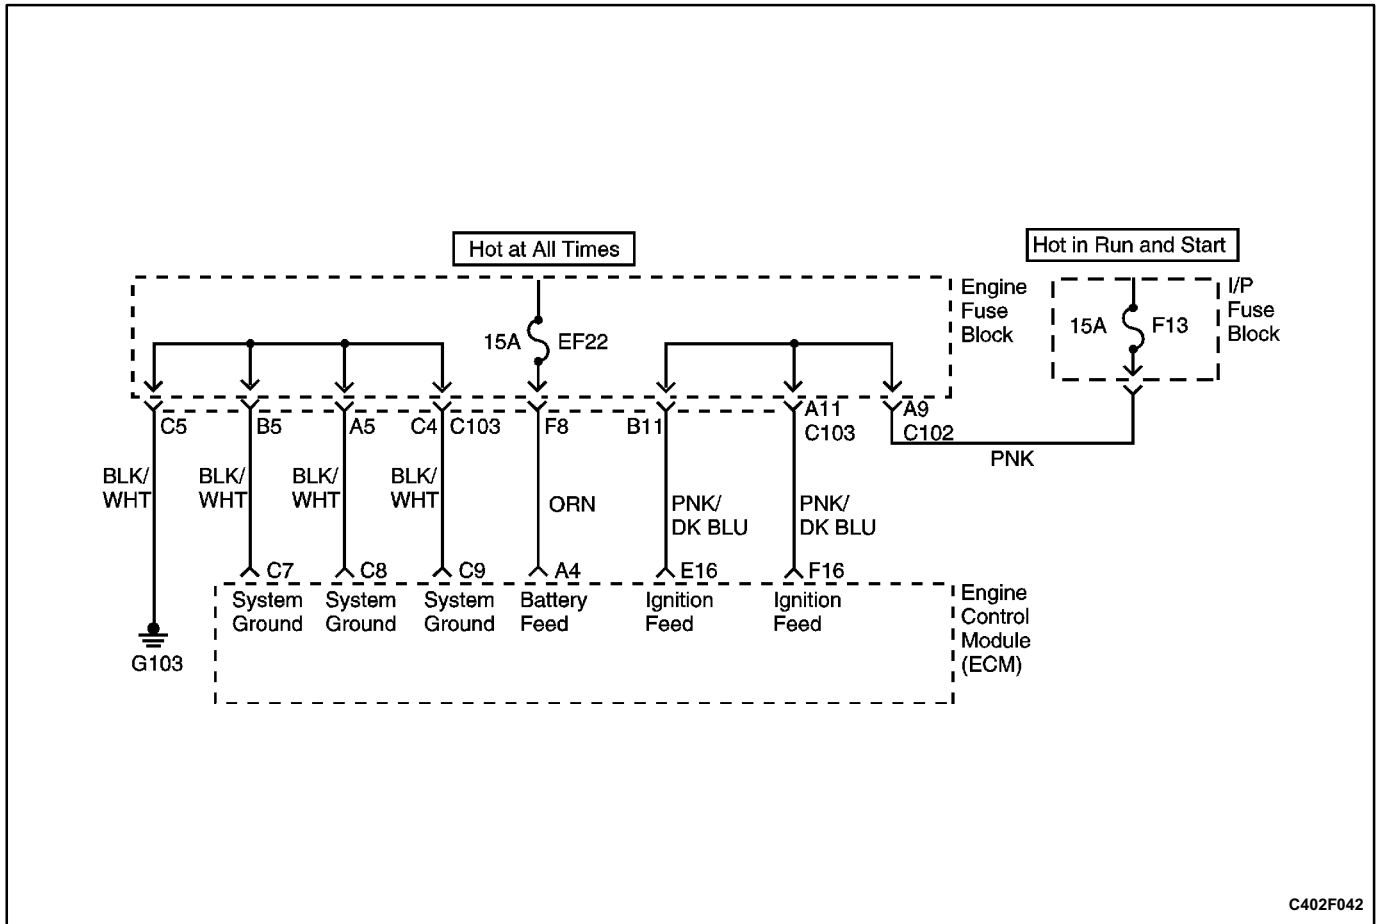 Hot at All Times
Hot in Run and Start
Engine
Fuse
Block
I/P
Fuse
Block
15A
EF22
15A
F13
C5
B5
A5
C4
C103
F8
B11
A11
C103
A9
C102
PNK
BLK/
WHT
BLK/
WHT
BLK/
WHT
BLK/
WHT
ORN
PNK/
DK BLU
PNK/
DK BLU
C7
C8
C9
A4
E16
F16
System
Ground
System
Ground
System
Ground
Battery
Feed
Ignition
Feed
Ignition
Feed
Engine
Control
Module
(ECM)
G103
C402F042